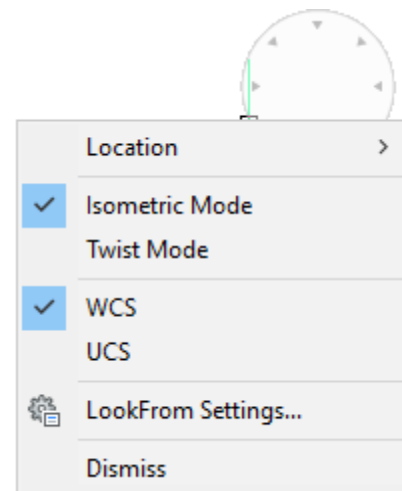 Location
Isometric Mode
Twist Mode
WCS
UCS
LookFrom Settings...
Dismiss